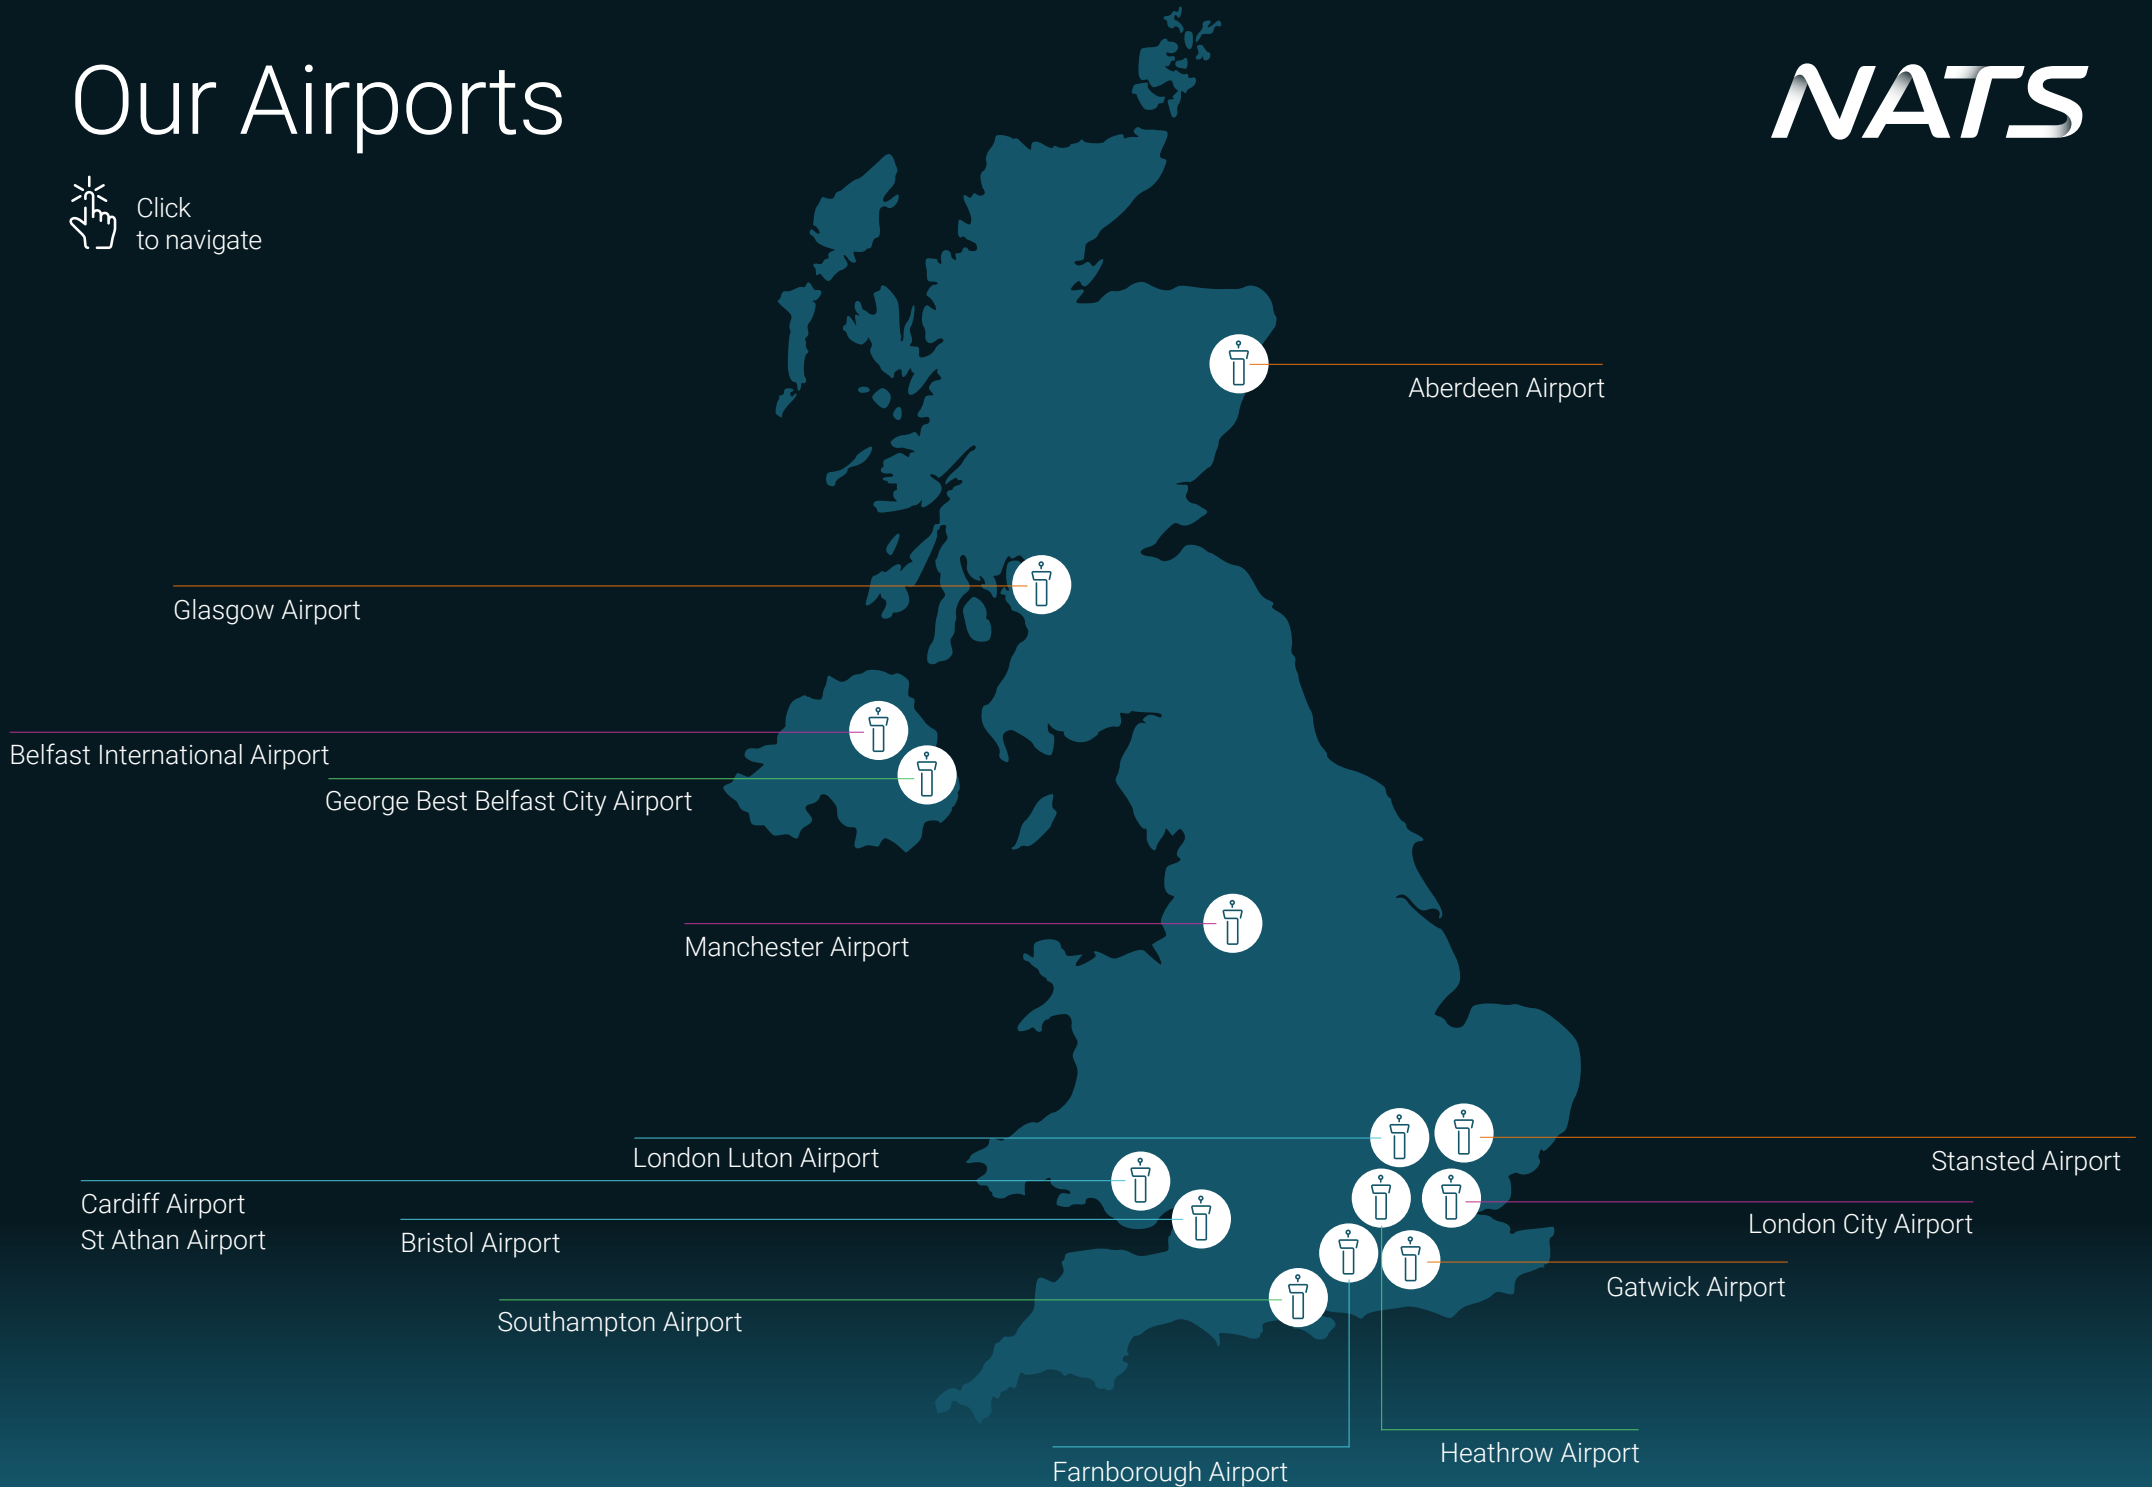 Our Airports
NATS
Click
to navigate
Aberdeen Airport
Glasgow Airport
Belfast International Airport
George Best Belfast City Airport
Manchester Airport
London Luton Airport
Stansted Airport
Cardiff Airport
St Athan Airport
Bristol Airport
London City Airport
Gatwick Airport
Southampton Airport
Heathrow Airport
Farnborough Airport